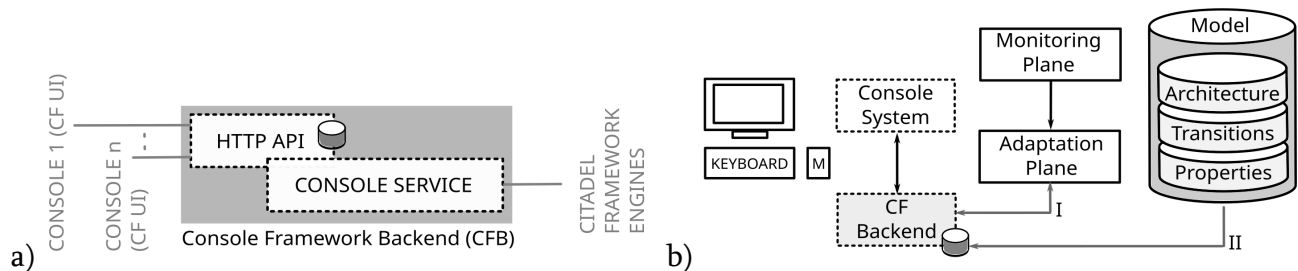 a)
CONSOLE 1 (CF UI)
CONSOLE n
(CF UI)
HTTP API
CONSOLE SERVICE
Console Framework Backend (CFB)
CITADEL
FRAMEWORK
ENGINES
b)
KEYBOARD
M
Console
System
CF
Backend
Monitoring
Plane
Adaptation
Plane
I
Model
Architecture
Transitions
Properties
II